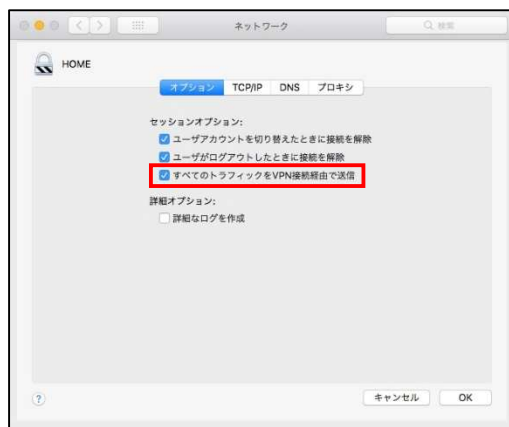 ネットワーク
検索
HOME
オプション TCP/IP DNS プロキシ
セッションオプション:
ユーザアカウントを切り替えたときに接続を解除
ユーザがログアウトしたときに接続を解除
すべてのトラフィックをVPN接続経由で送信
詳細オプション:
詳細なログを作成
?
キャンセル OK